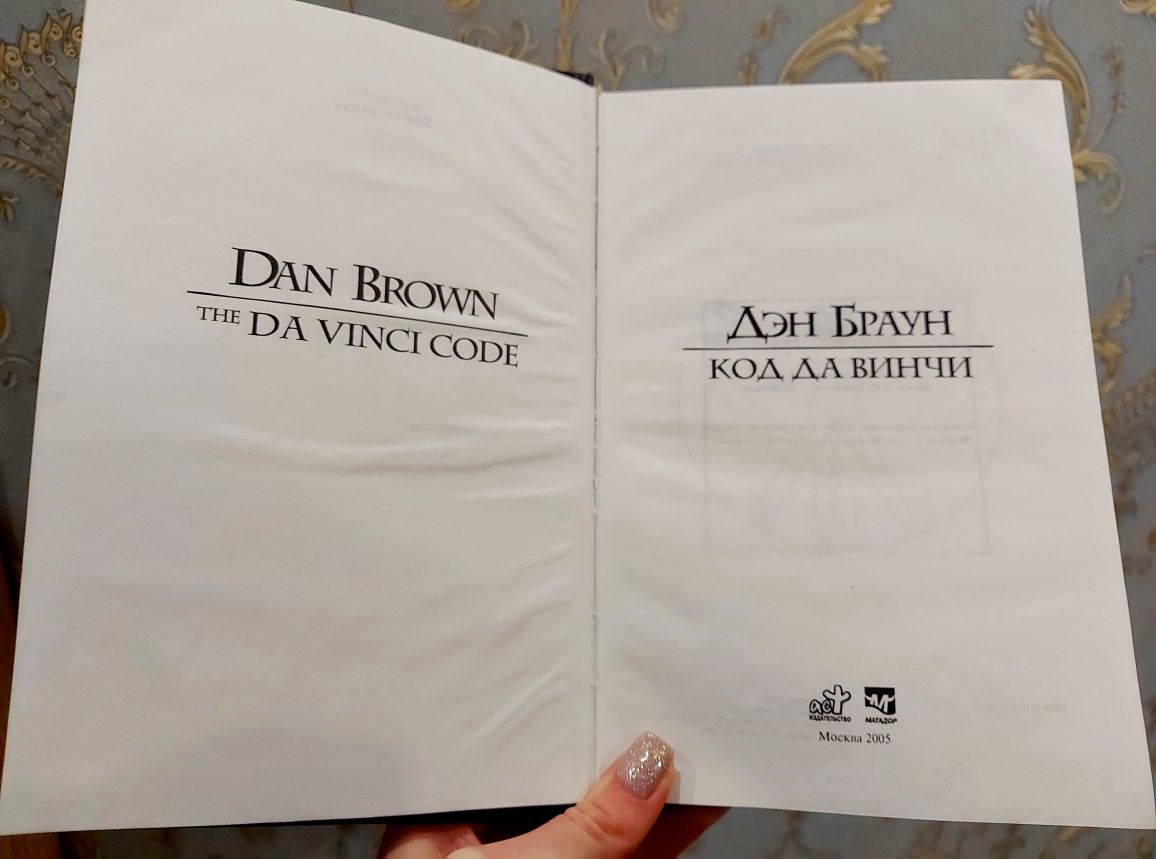 DAN BROWN
THE DA VINCI CODE
ДЭН БРАУН
КОД ДА ВИНЧИ
аст
ИЗДАТЕЛЬСТВО
МАТАДОР
Москва 2005